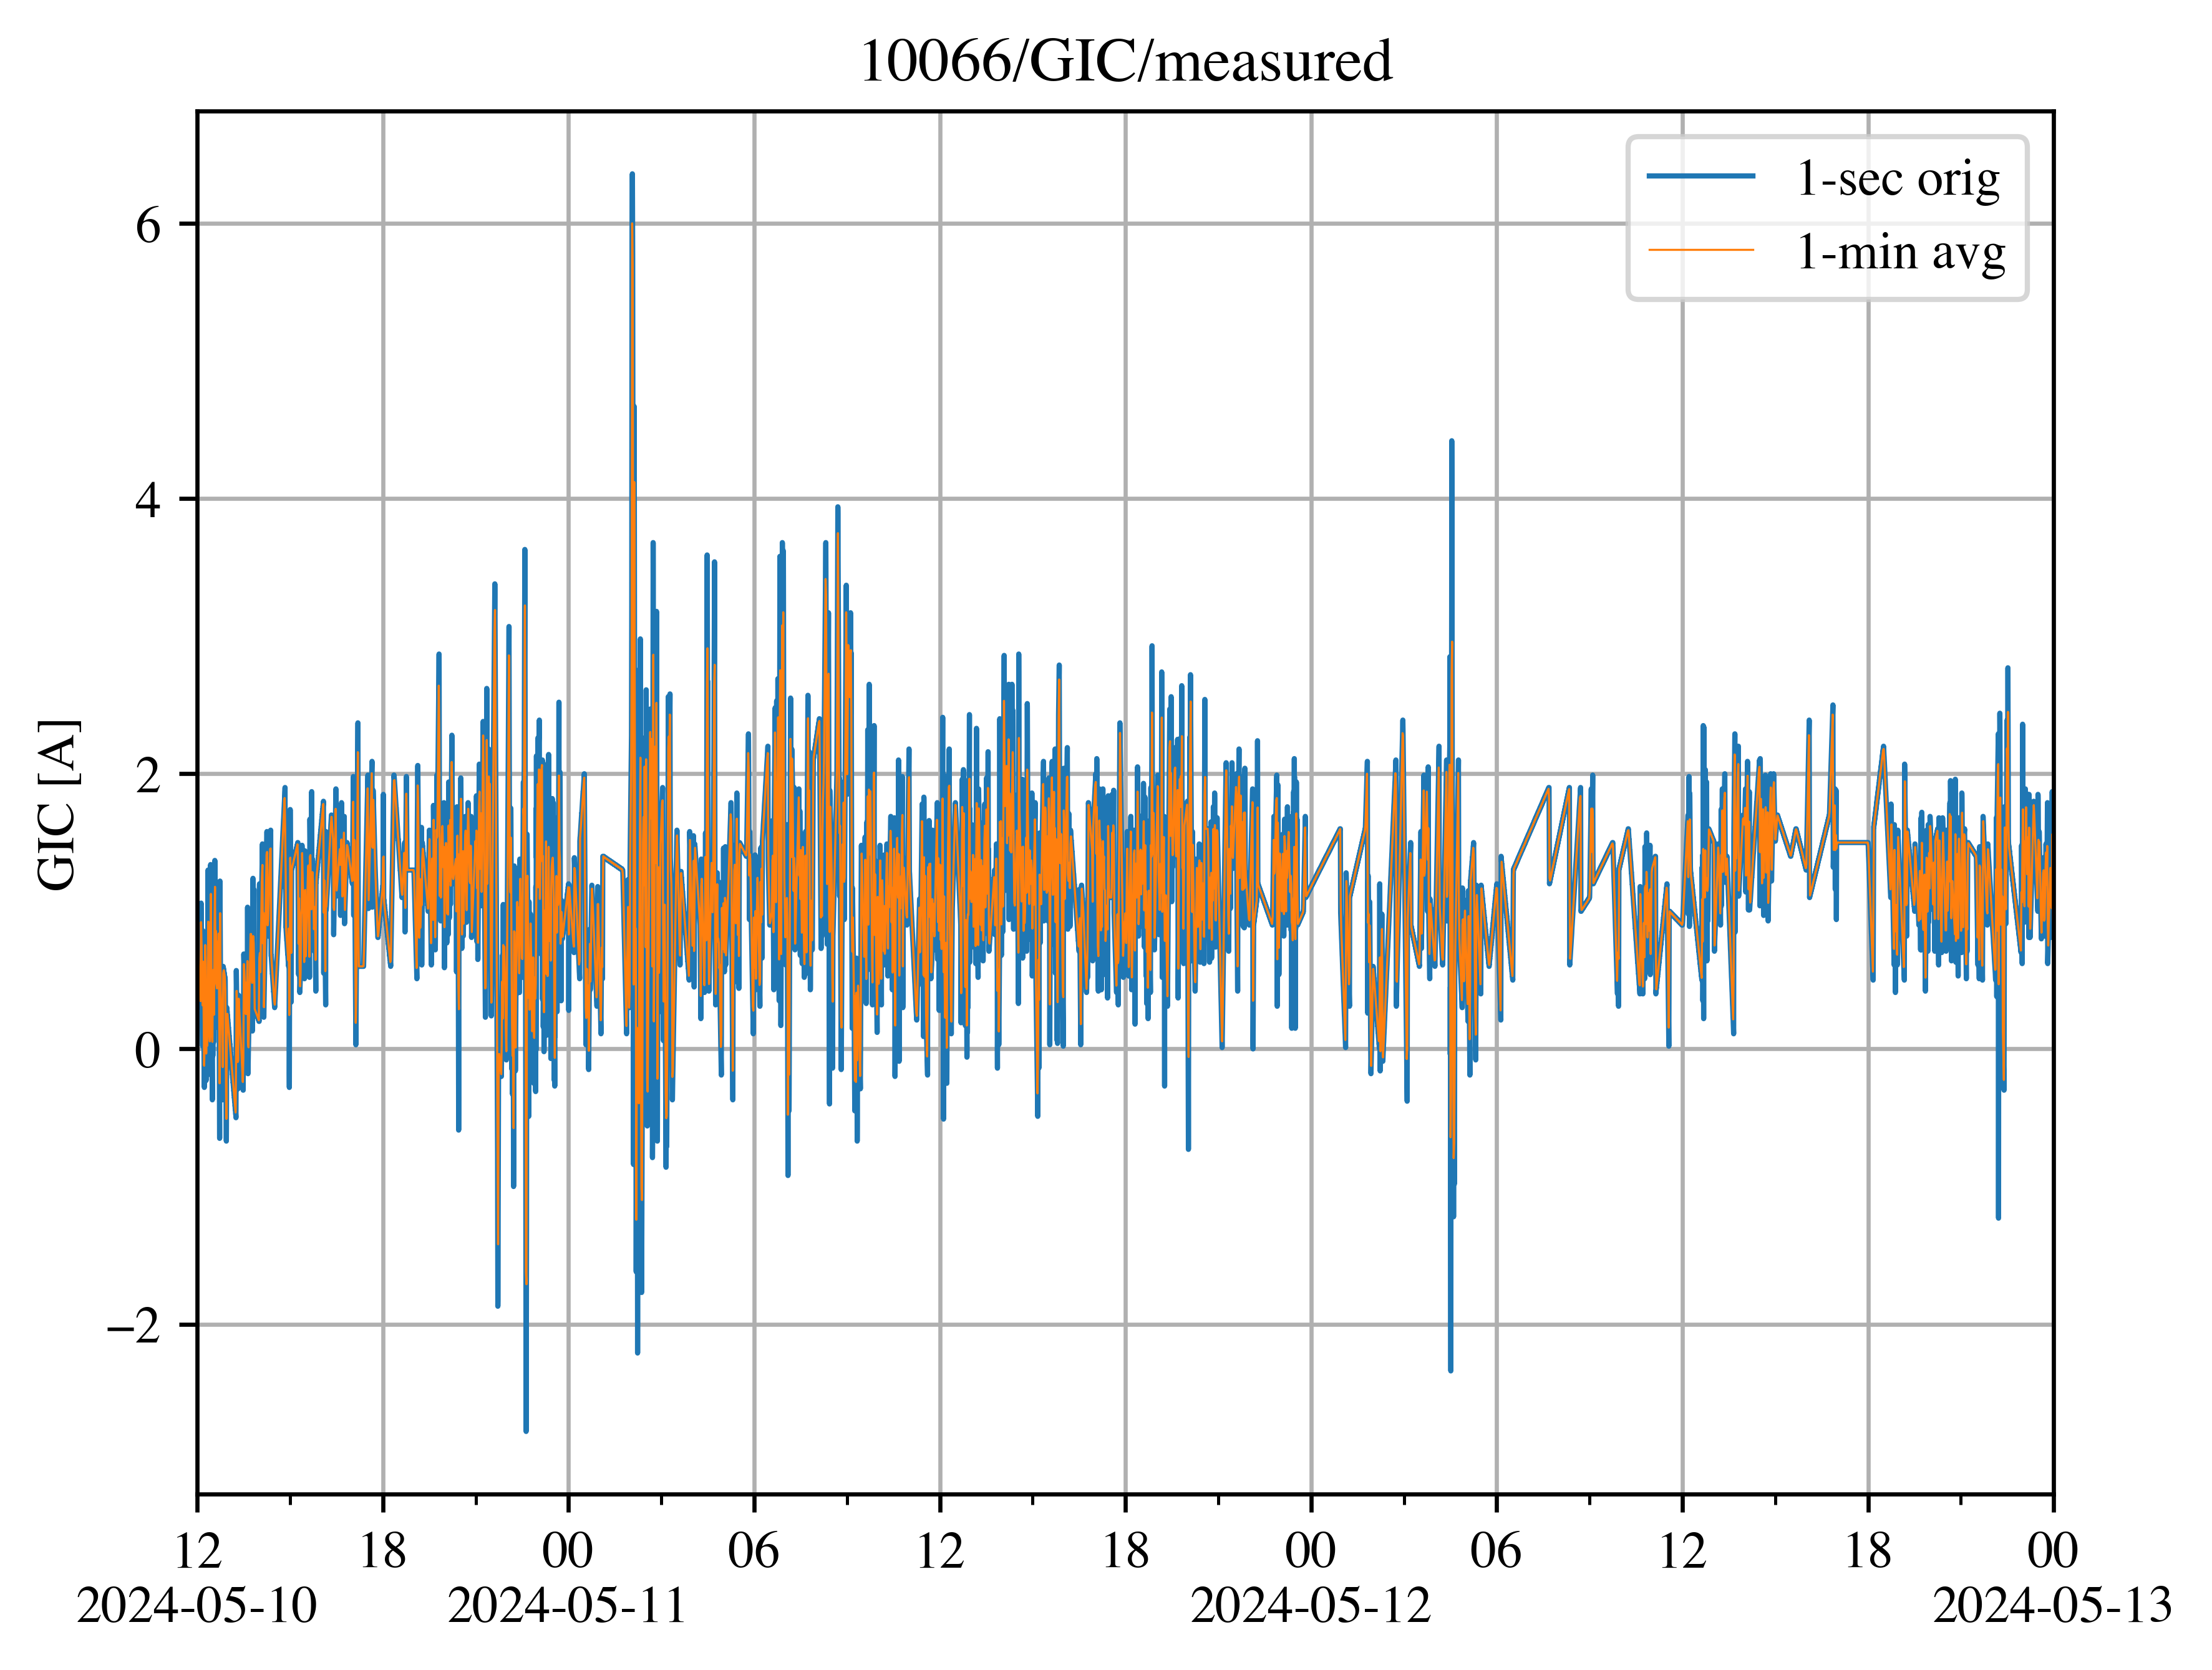 10066/GIC/measured
1-sec orig
1-min avg
GIC [A]
6
4
2
0
−2
12 18 00 06 12 18 00 06 12 18 00
2024-05-10 2024-05-11 2024-05-12 2024-05-13